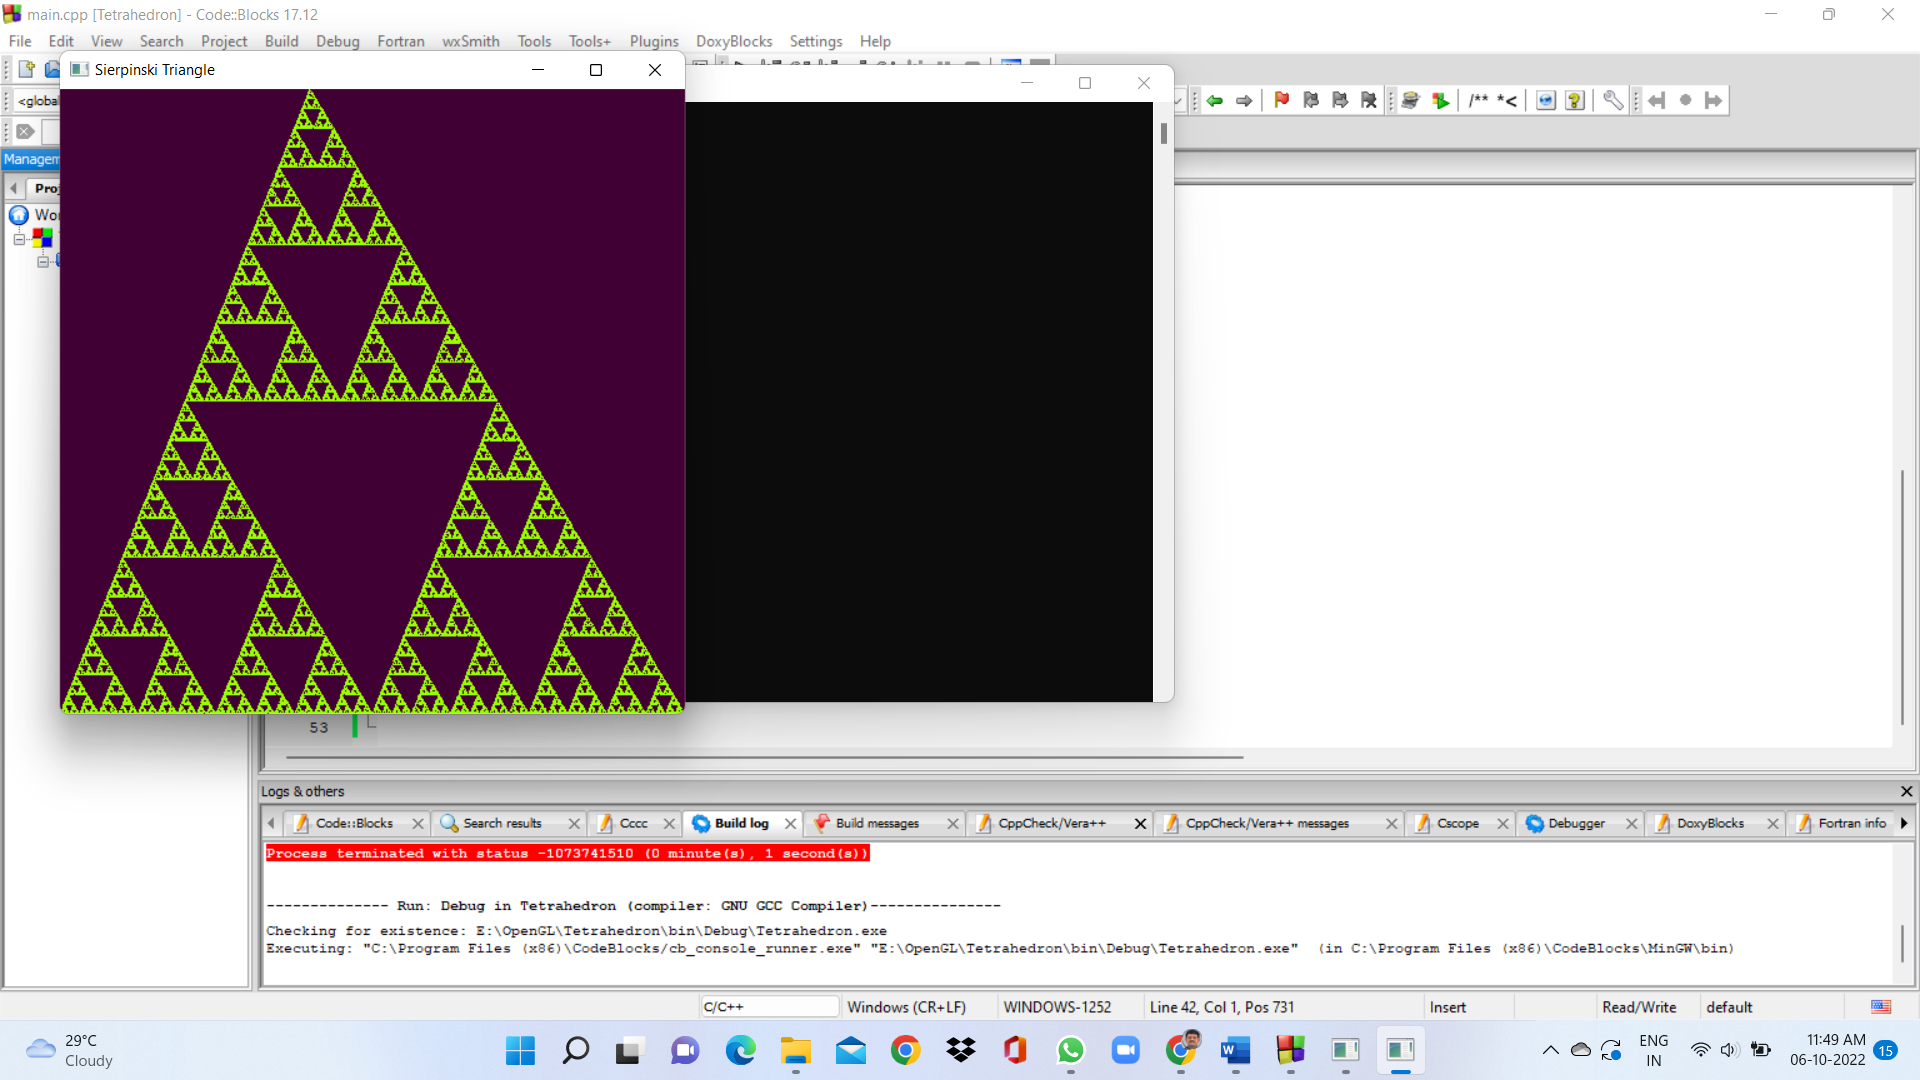 main.cpp [Tetrahedron] - Code::Blocks 17.12
File Edit View Search Project Build Debug Fortran wxSmith Tools Tools+ Plugins DoxyBlocks Settings Help
Sierpinski Triangle
<global
/** *<
Managem
Proj
Wor
53
Logs & others
Code::Blocks Search results Cccc Build log Build messages CppCheck/Vera++ CppCheck/Vera++ messages Cscope Debugger DoxyBlocks Fortran info
Process terminated with status -1073741510 (0 minute(s), 1 second(s))
-------------- Run: Debug in Tetrahedron (compiler: GNU GCC Compiler)---------------
Checking for existence: E:\OpenGL\Tetrahedron\bin\Debug\Tetrahedron.exe
Executing: "C:\Program Files (x86)\CodeBlocks/cb_console_runner.exe" "E:\OpenGL\Tetrahedron\bin\Debug\Tetrahedron.exe"  (in C:\Program Files (x86)\CodeBlocks\MinGW\bin)
C/C++ Windows (CR+LF) WINDOWS-1252 Line 42, Col 1, Pos 731 Insert Read/Write default
29°C
Cloudy
ENG
IN
11:49 AM
06-10-2022
15